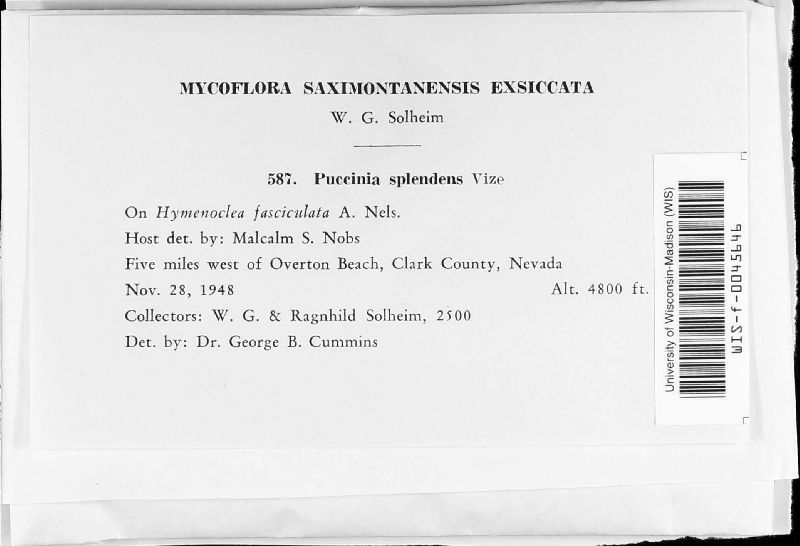 MYCOFLORA SAXIMONTANENSIS EXSICCATA
W. G. Solheim
587. Puccinia splendens Vize
On Hymenoclea fasciculata A. Nels.
Host det. by: Malcalm S. Nobs
Five miles west of Overton Beach, Clark County, Nevada
Nov. 28, 1948 Alt. 4800 ft.
Collectors: W. G. & Ragnhild Solheim, 2500
Det. by: Dr. George B. Cummins
University of Wisconsin-Madison (WIS)
WIS-f-0045646